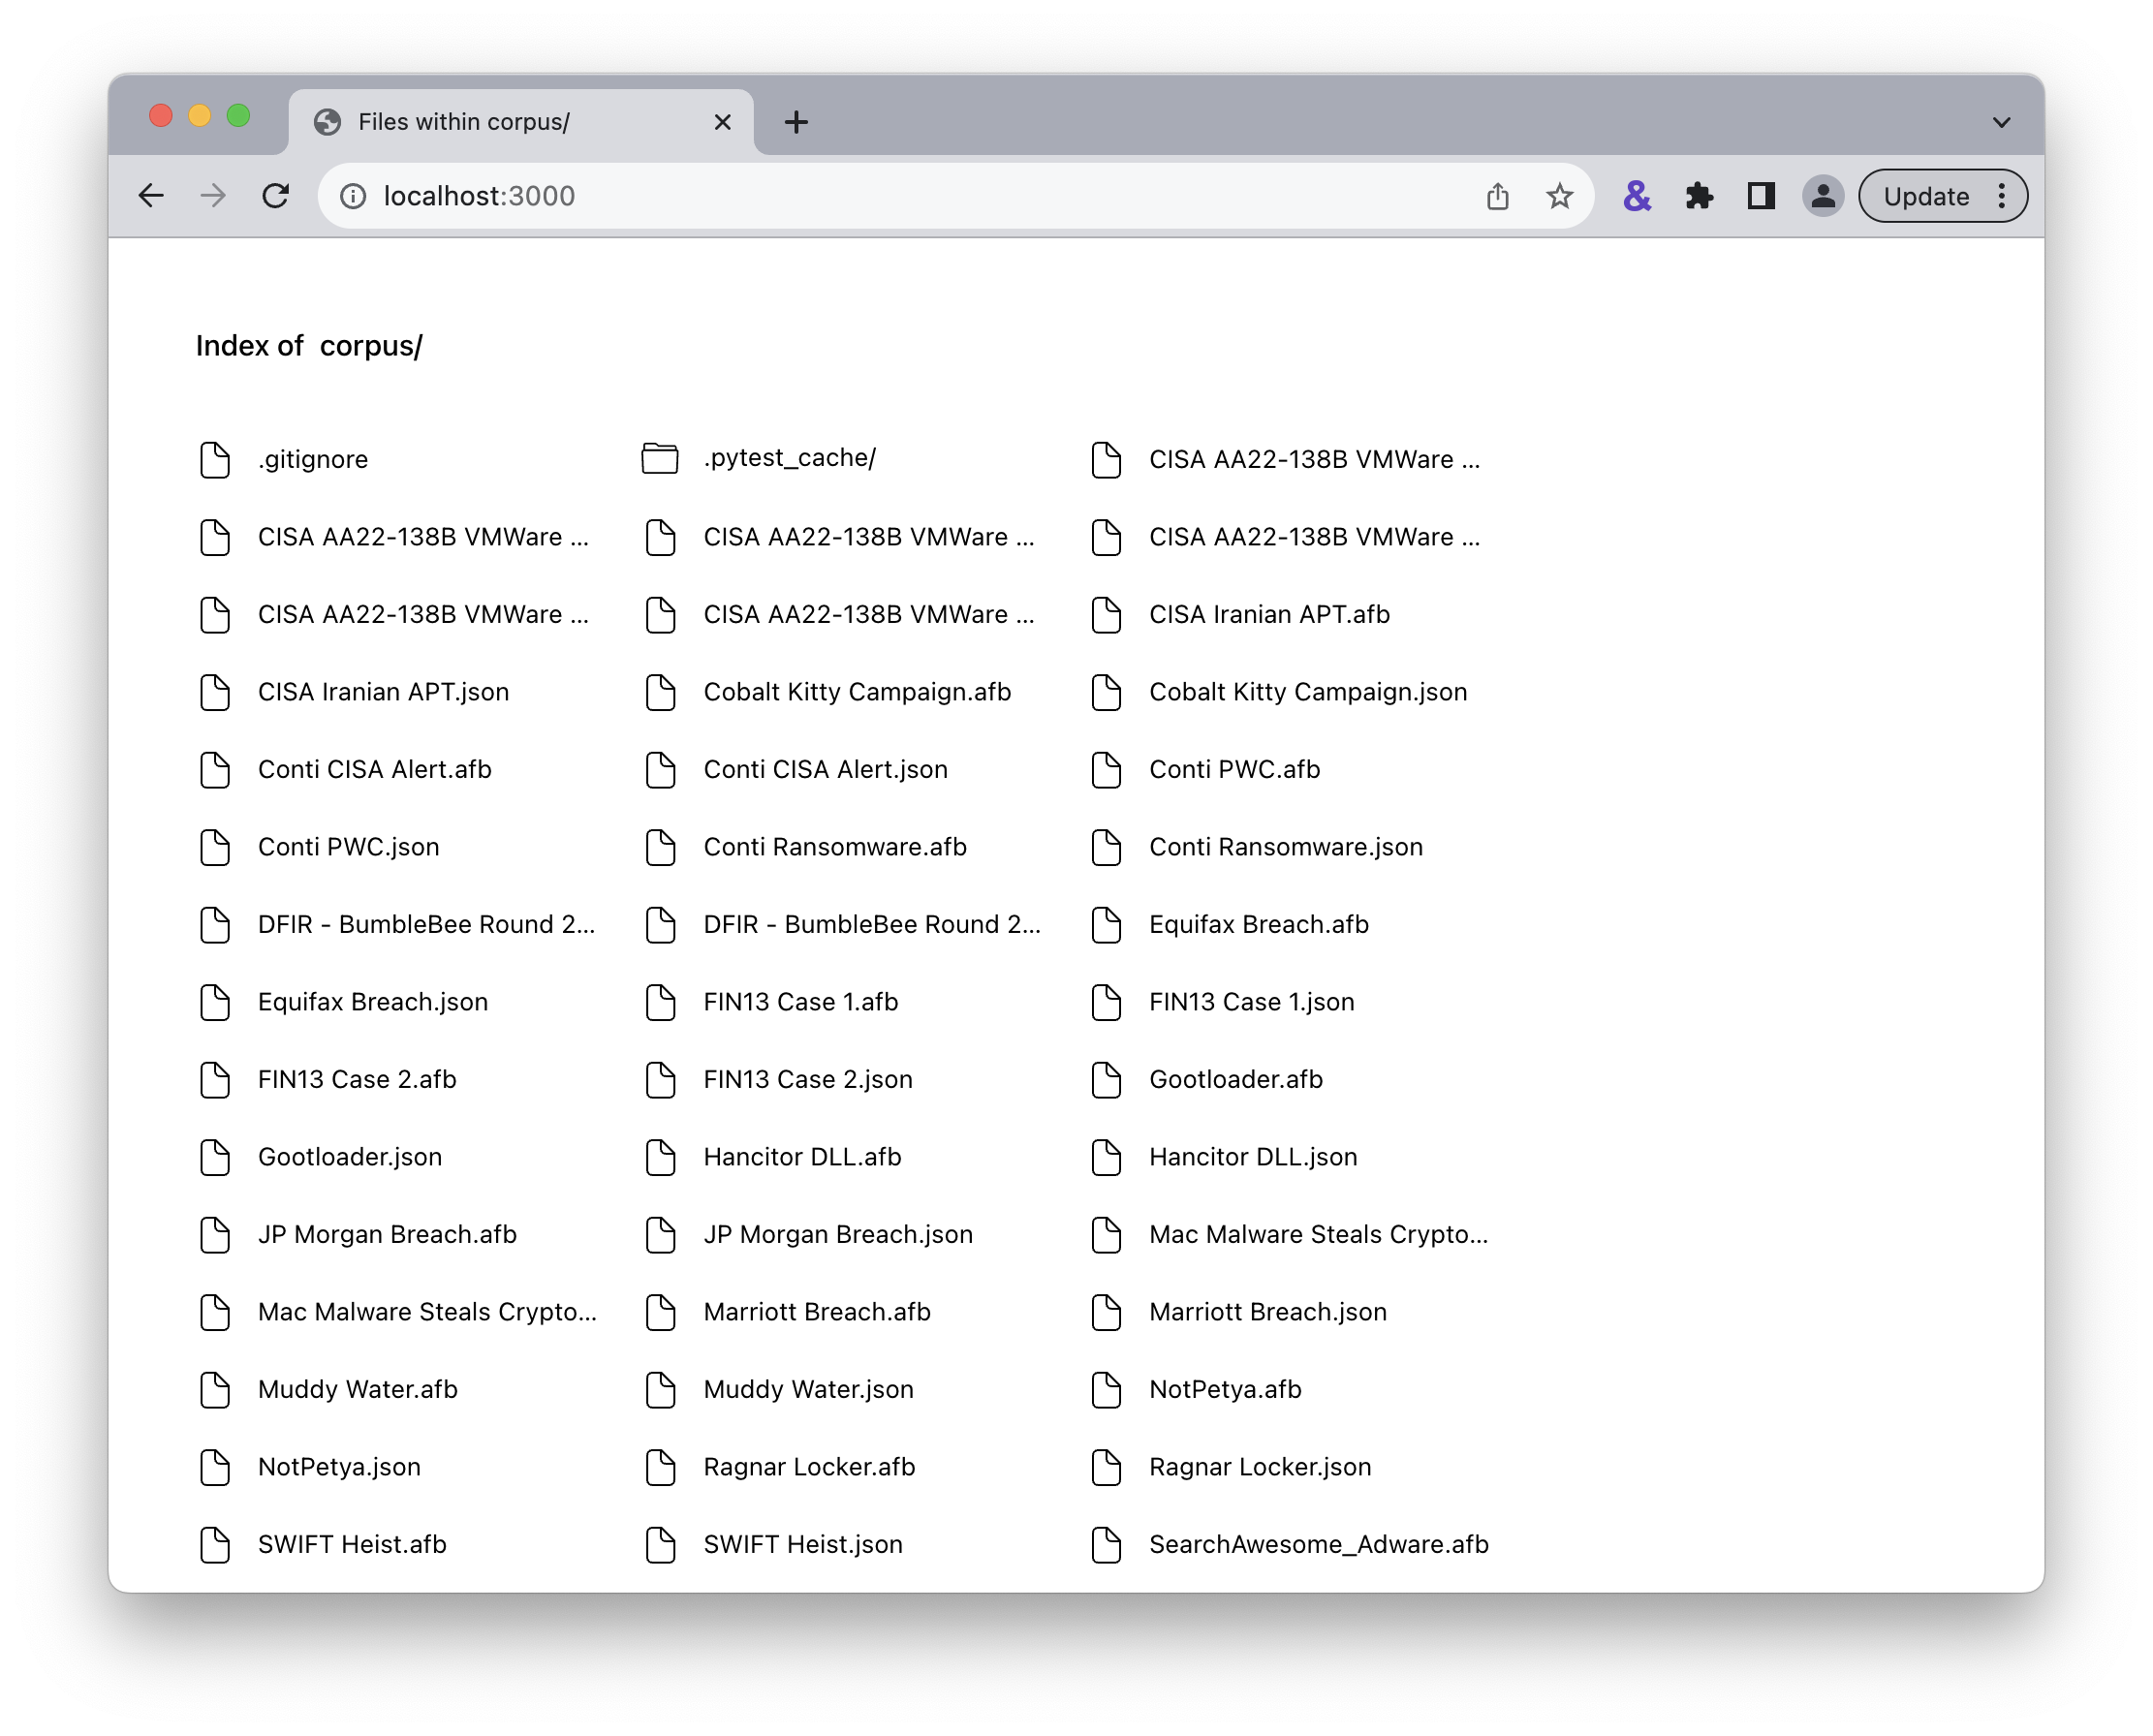 Files within corpus/
localhost:3000
&
Update
Index of corpus/
.gitignore .pytest_cache/ CISA AA22-138B VMWare ...
CISA AA22-138B VMWare ... CISA AA22-138B VMWare ... CISA AA22-138B VMWare ...
CISA AA22-138B VMWare ... CISA AA22-138B VMWare ... CISA Iranian APT.afb
CISA Iranian APT.json Cobalt Kitty Campaign.afb Cobalt Kitty Campaign.json
Conti CISA Alert.afb Conti CISA Alert.json Conti PWC.afb
Conti PWC.json Conti Ransomware.afb Conti Ransomware.json
DFIR - BumbleBee Round 2... DFIR - BumbleBee Round 2... Equifax Breach.afb
Equifax Breach.json FIN13 Case 1.afb FIN13 Case 1.json
FIN13 Case 2.afb FIN13 Case 2.json Gootloader.afb
Gootloader.json Hancitor DLL.afb Hancitor DLL.json
JP Morgan Breach.afb JP Morgan Breach.json Mac Malware Steals Crypto...
Mac Malware Steals Crypto... Marriott Breach.afb Marriott Breach.json
Muddy Water.afb Muddy Water.json NotPetya.afb
NotPetya.json Ragnar Locker.afb Ragnar Locker.json
SWIFT Heist.afb SWIFT Heist.json SearchAwesome_Adware.afb